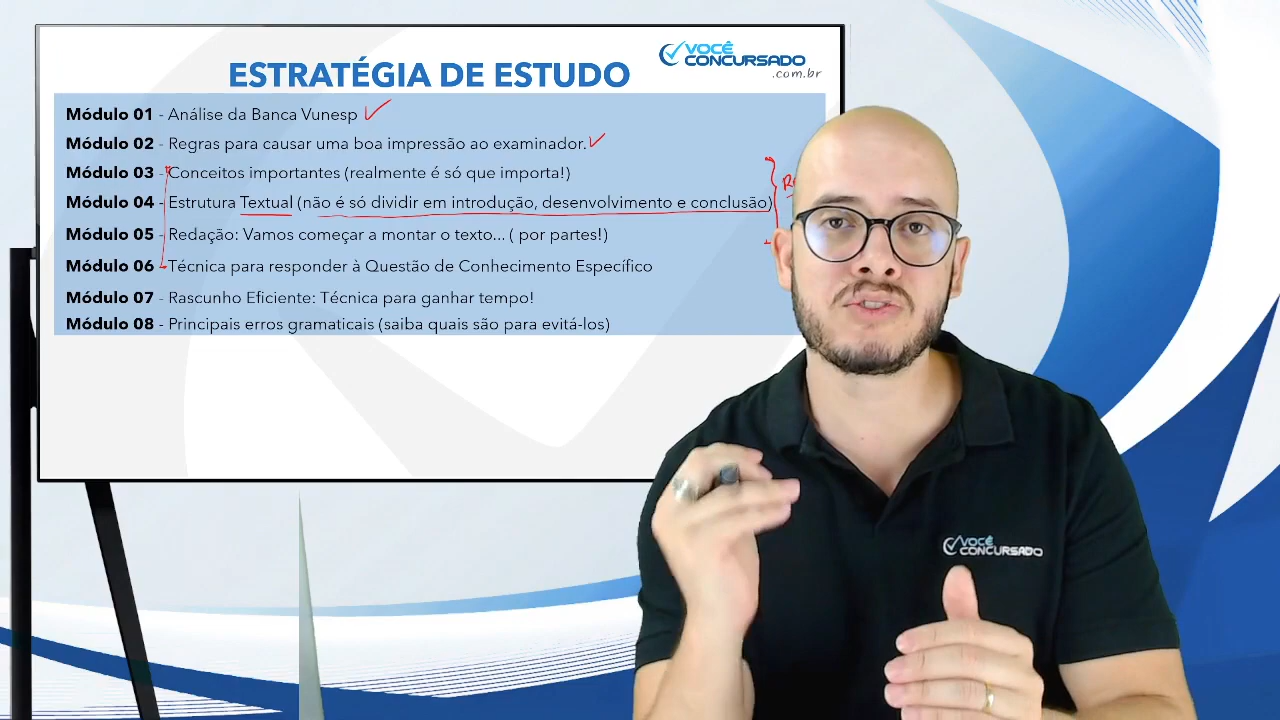 ESTRATÉGIA DE ESTUDO
VOCÊ
CONCURSADO
.com.br
Módulo 01 - Análise da Banca Vunesp
Módulo 02 - Regras para causar uma boa impressão ao examinador.
Módulo 03 - Conceitos importantes (realmente é só que importa!)
Módulo 04 - Estrutura Textual (não é só dividir em introdução, desenvolvimento e conclusão)
Módulo 05 - Redação: Vamos começar a montar o texto... ( por partes!)
Módulo 06 - Técnica para responder à Questão de Conhecimento Específico
Módulo 07 - Rascunho Eficiente: Técnica para ganhar tempo!
Módulo 08 - Principais erros gramaticais (saiba quais são para evitá-los)
VOCÊ
CONCURSADO